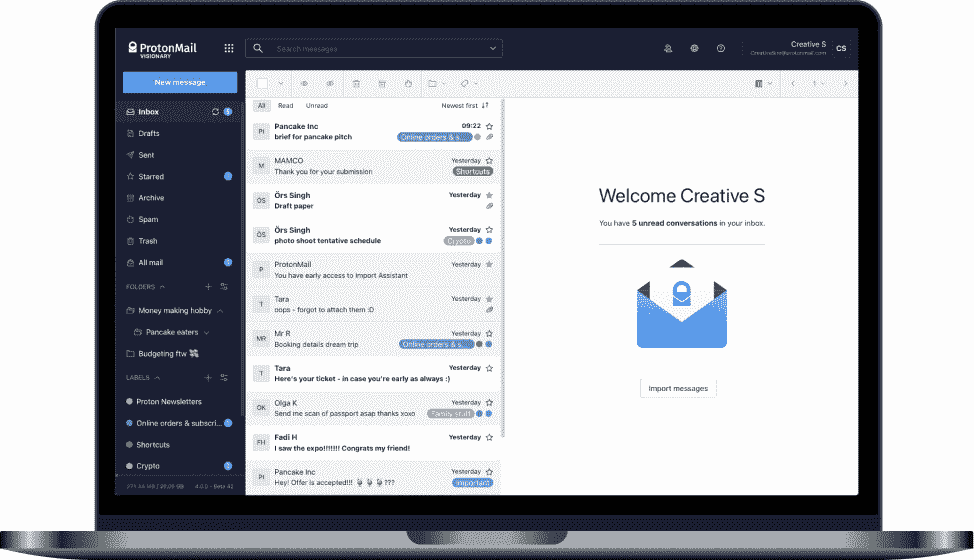 ProtonMail
VISIONARY
Search messages
Creative S
CS
New message
Inbox
Drafts
Sent
Starred
Archive
Spam
Trash
All mail
FOLDERS
Money making hobby
Pancake eaters
Budgeting ftw
LABELS
Proton Newsletters
Online orders & subscri...
Shortcuts
Crypto
4.0.0 - Beta 42
All Read Unread Newest first
PI Pancake Inc 09:22
brief for pancake pitch Online orders & s...
M MAMCO Yesterday
Thank you for your submission Shortcuts
ÖS Örs Singh Yesterday
Draft paper
ÖS Örs Singh Yesterday
photo shoot tentative schedule Crypto
P ProtonMail Yesterday
You have early access to Import Assistant
T Tara Yesterday
oops - forgot to attach them :D
MR Mr R Yesterday
Booking details dream trip Online orders & s...
T Tara Yesterday
Here's your ticket - in case you're early as always :)
OK Olga K Yesterday
Send me scan of passport asap thanks xoxo Family stuff
FH Fadi H Yesterday
I saw the expo!!!!!!! Congrats my friend!
PI Pancake Inc Yesterday
Hey! Offer is accepted!!! ??? Important
Welcome Creative S
You have 5 unread conversations in your inbox.
Import messages